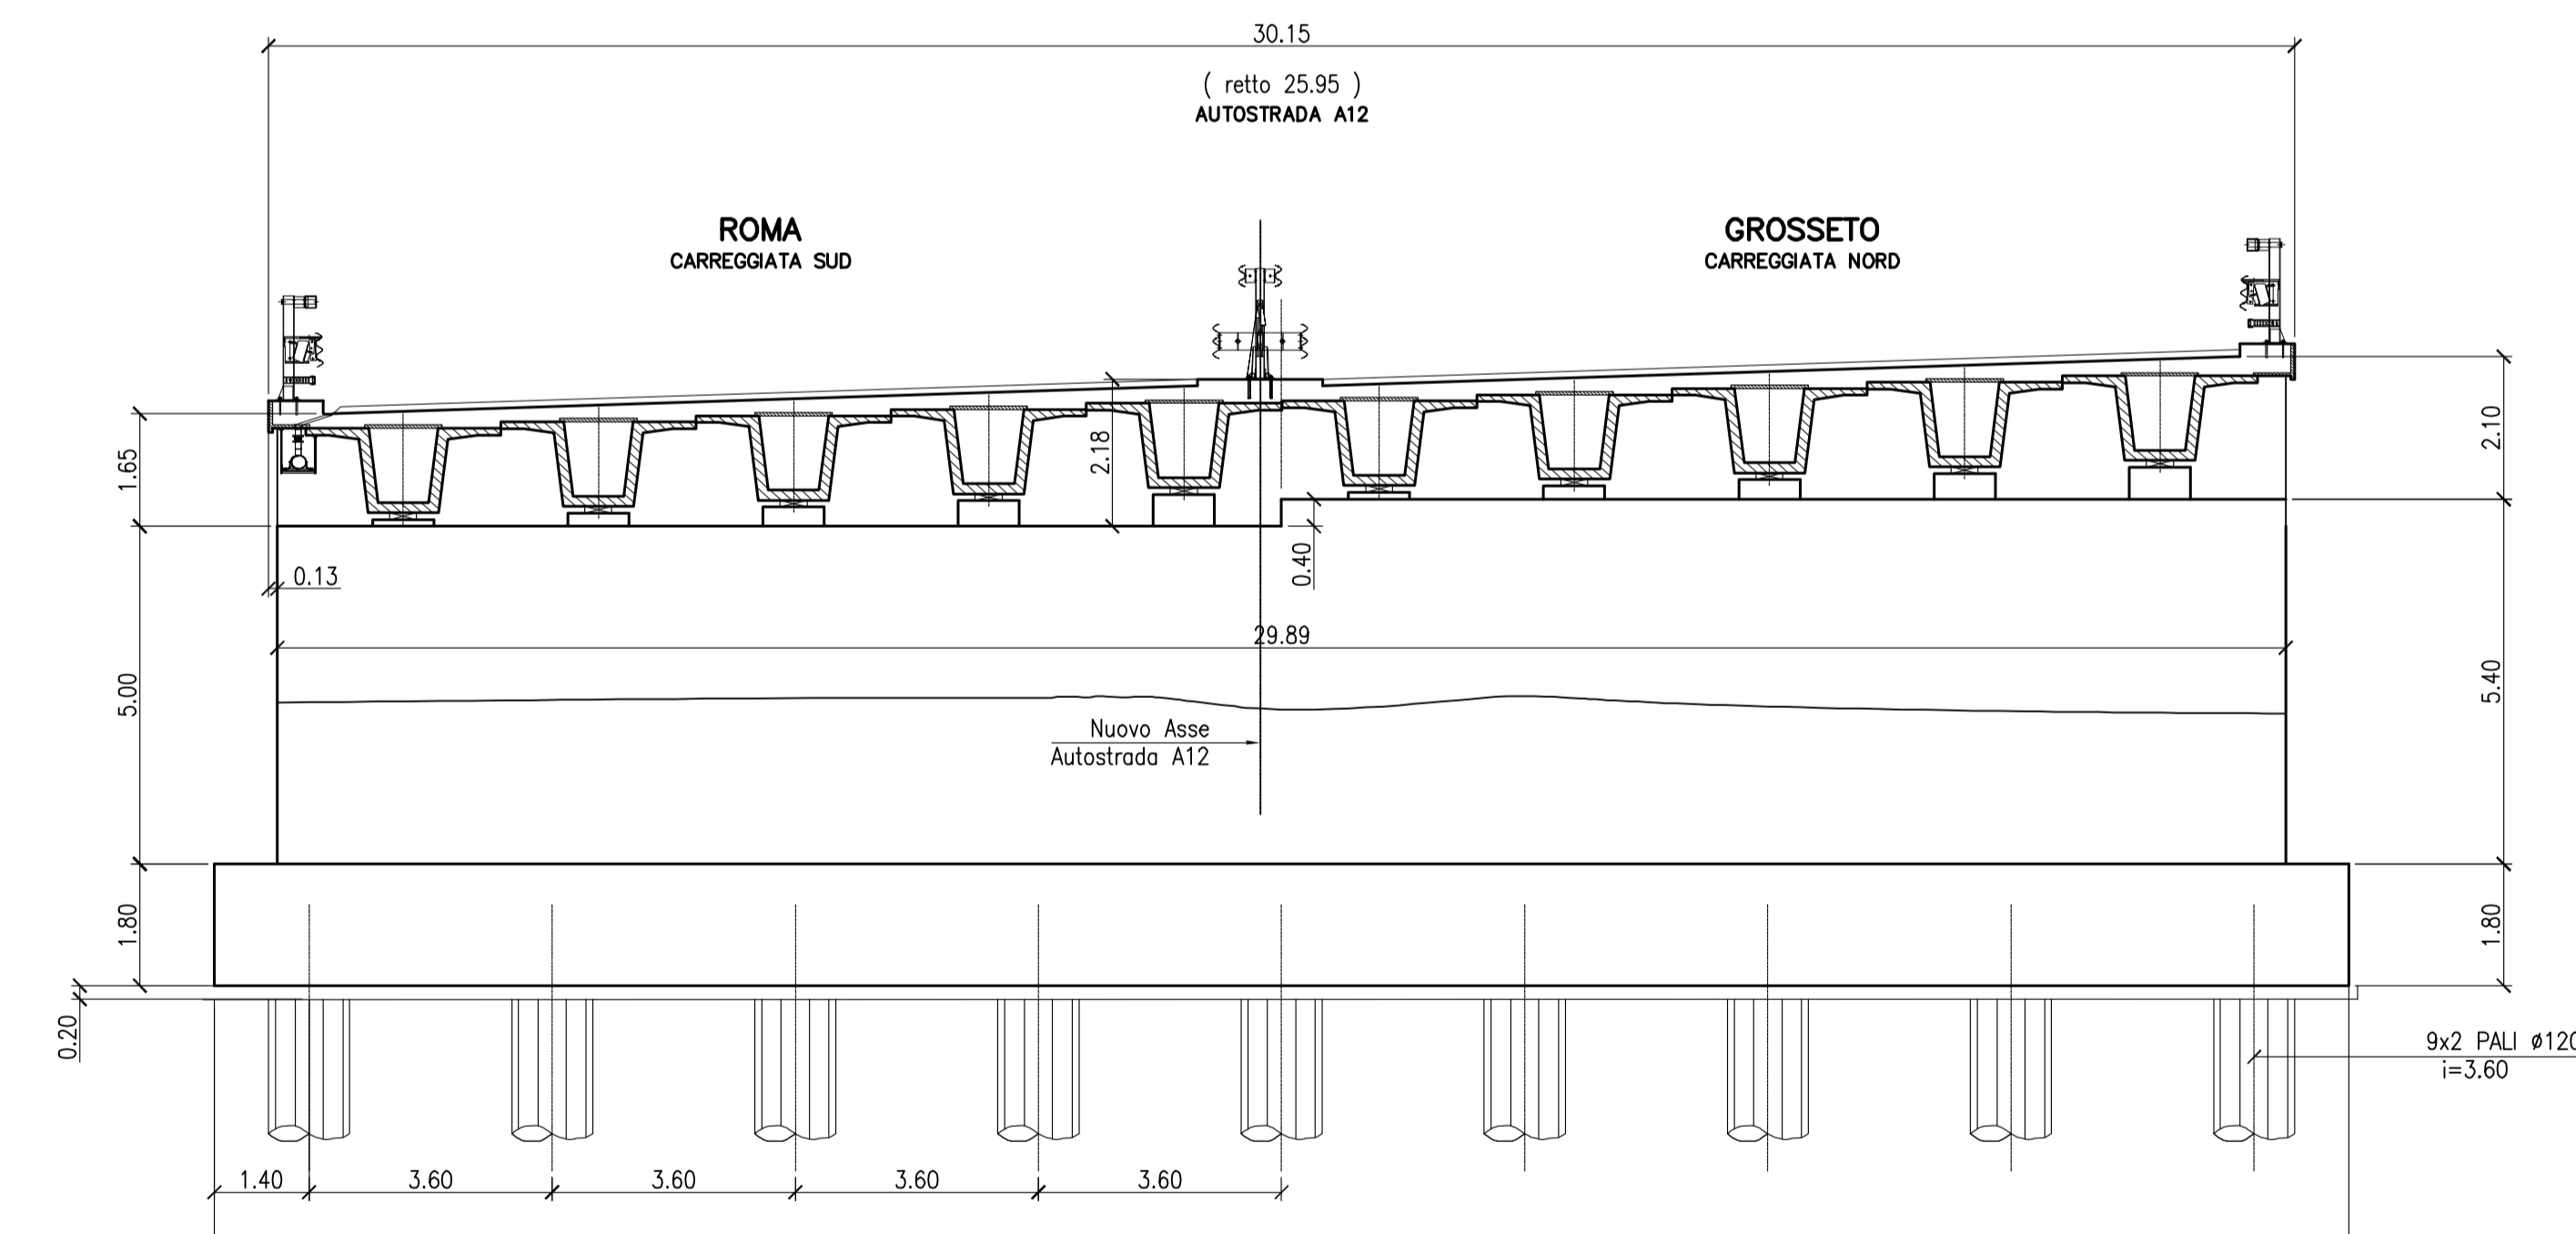 30.15
( retto 25.95 )
AUTOSTRADA A12
ROMA
CARREGGIATA SUD
GROSSETO
CARREGGIATA NORD
1.65
2.18
2.10
0.40
0.13
29.89
5.00
5.40
Nuovo Asse
Autostrada A12
1.80
1.80
0.20
9x2 PALI ø120
i=3.60
1.40
3.60
3.60
3.60
3.60